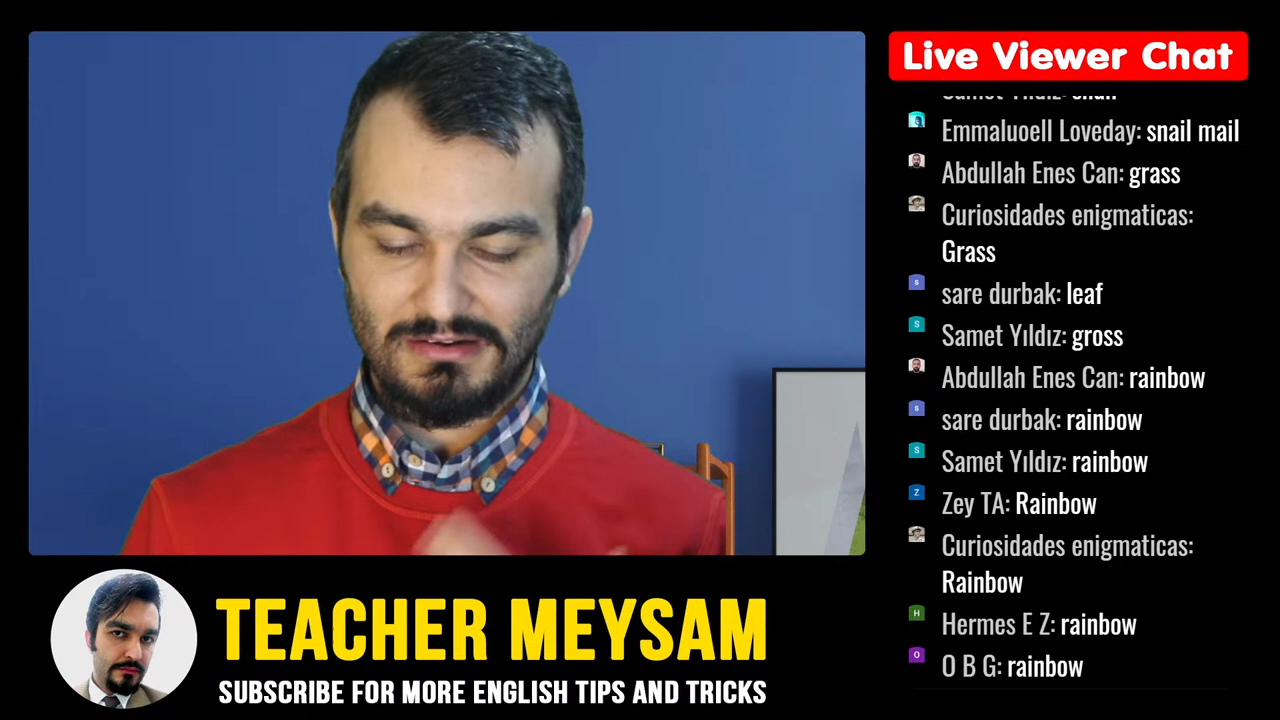 Live Viewer Chat
Emmaluoell Loveday: snail mail
Abdullah Enes Can: grass
Curiosidades enigmaticas:
Grass
sare durbak: leaf
Samet Yıldız: gross
Abdullah Enes Can: rainbow
sare durbak: rainbow
Samet Yıldız: rainbow
Zey TA: Rainbow
Curiosidades enigmaticas:
Rainbow
Hermes E Z: rainbow
O B G: rainbow
TEACHER MEYSAM
SUBSCRIBE FOR MORE ENGLISH TIPS AND TRICKS